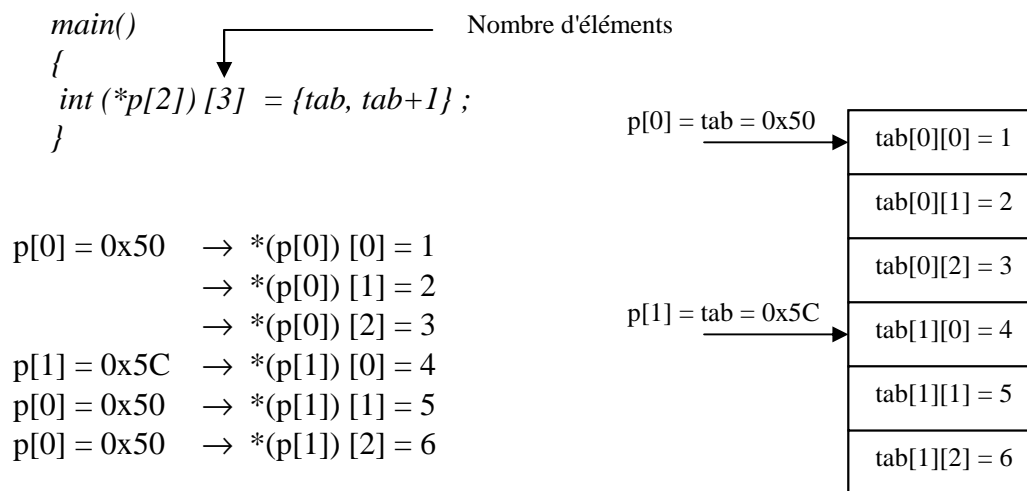 main()
Nombre d'éléments
{
int (*p[2]) [3] = {tab, tab+1} ;
}
p[0] = tab = 0x50
tab[0][0] = 1
tab[0][1] = 2
tab[0][2] = 3
p[1] = tab = 0x5C
tab[1][0] = 4
tab[1][1] = 5
tab[1][2] = 6
p[0] = 0x50 → *(p[0]) [0] = 1
→ *(p[0]) [1] = 2
→ *(p[0]) [2] = 3
p[1] = 0x5C → *(p[1]) [0] = 4
p[0] = 0x50 → *(p[1]) [1] = 5
p[0] = 0x50 → *(p[1]) [2] = 6